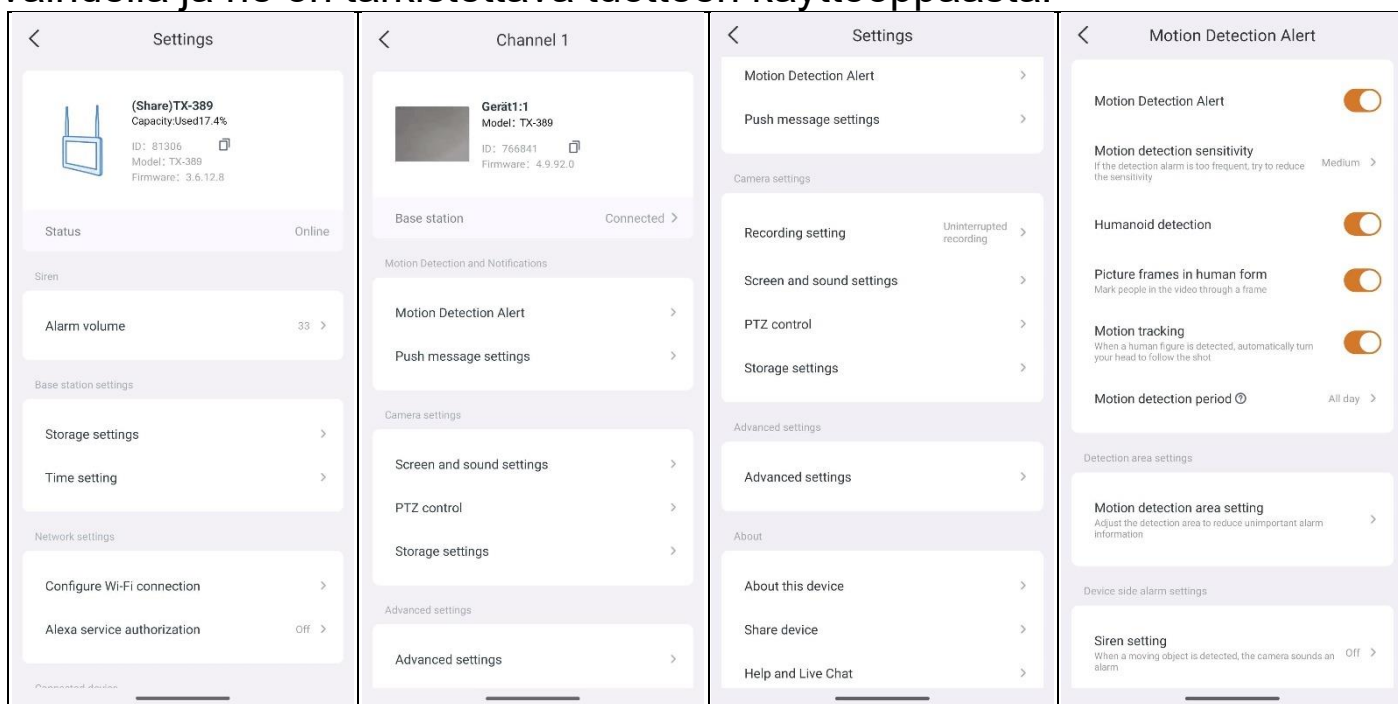 vaihdella ja ne on tarkistettava tuotteen käyttöoppaasta.
Settings
(Share)TX-389
Capacity:Used17.4%
ID: 81306
Model: TX-389
Firmware: 3.6.12.8
Status Online
Siren
Alarm volume 33
Base station settings
Storage settings
Time setting
Network settings
Configure Wi-Fi connection
Alexa service authorization Off
Connected device
Channel 1
Gerät1:1
Model: TX-389
ID: 766841
Firmware: 4.9.92.0
Base station Connected
Motion Detection and Notifications
Motion Detection Alert
Push message settings
Camera settings
Screen and sound settings
PTZ control
Storage settings
Advanced settings
Advanced settings
Settings
Motion Detection Alert
Push message settings
Camera settings
Recording setting
Uninterrupted
recording
Screen and sound settings
PTZ control
Storage settings
Advanced settings
Advanced settings
About
About this device
Share device
Help and Live Chat
Motion Detection Alert
Motion Detection Alert
Motion detection sensitivity
If the detection alarm is too frequent, try to reduce
the sensitivity
Medium
Humanoid detection
Picture frames in human form
Mark people in the video through a frame
Motion tracking
When a human figure is detected, automatically turn
your head to follow the shot
Motion detection period All day
Detection area settings
Motion detection area setting
Adjust the detection area to reduce unimportant alarm
information
Device side alarm settings
Siren setting
When a moving object is detected, the camera sounds an
alarm
Off